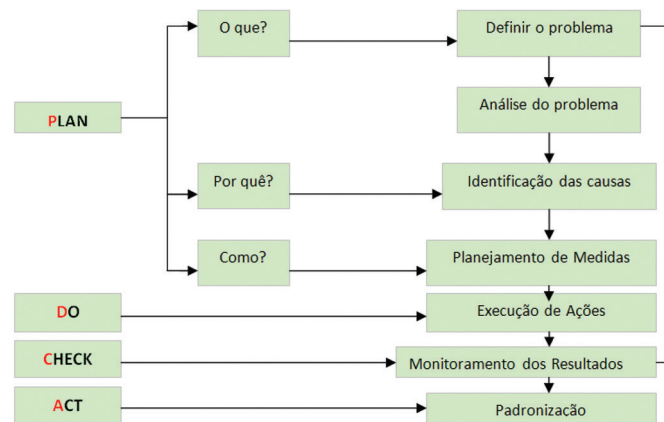 O que?
Definir o problema
Análise do problema
PLAN
Por quê?
Identificação das causas
Como?
Planejamento de Medidas
DO
Execução de Ações
CHECK
Monitoramento dos Resultados
ACT
Padronização